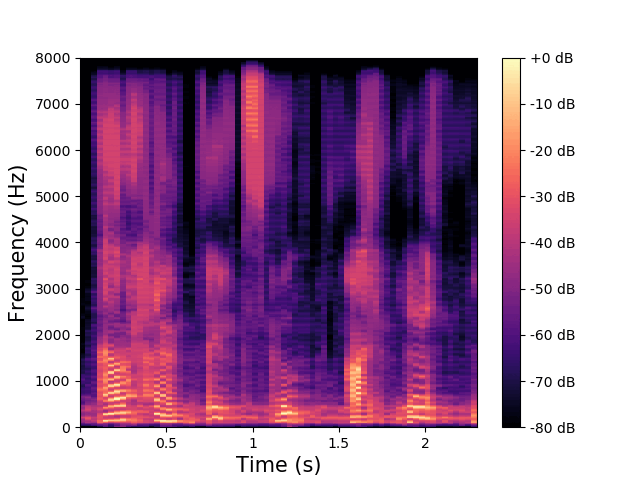 8000
7000
6000
5000
4000
3000
2000
1000
0
Frequency (Hz)
0
0.5
1
1.5
2
Time (s)
+0 dB
-10 dB
-20 dB
-30 dB
-40 dB
-50 dB
-60 dB
-70 dB
-80 dB